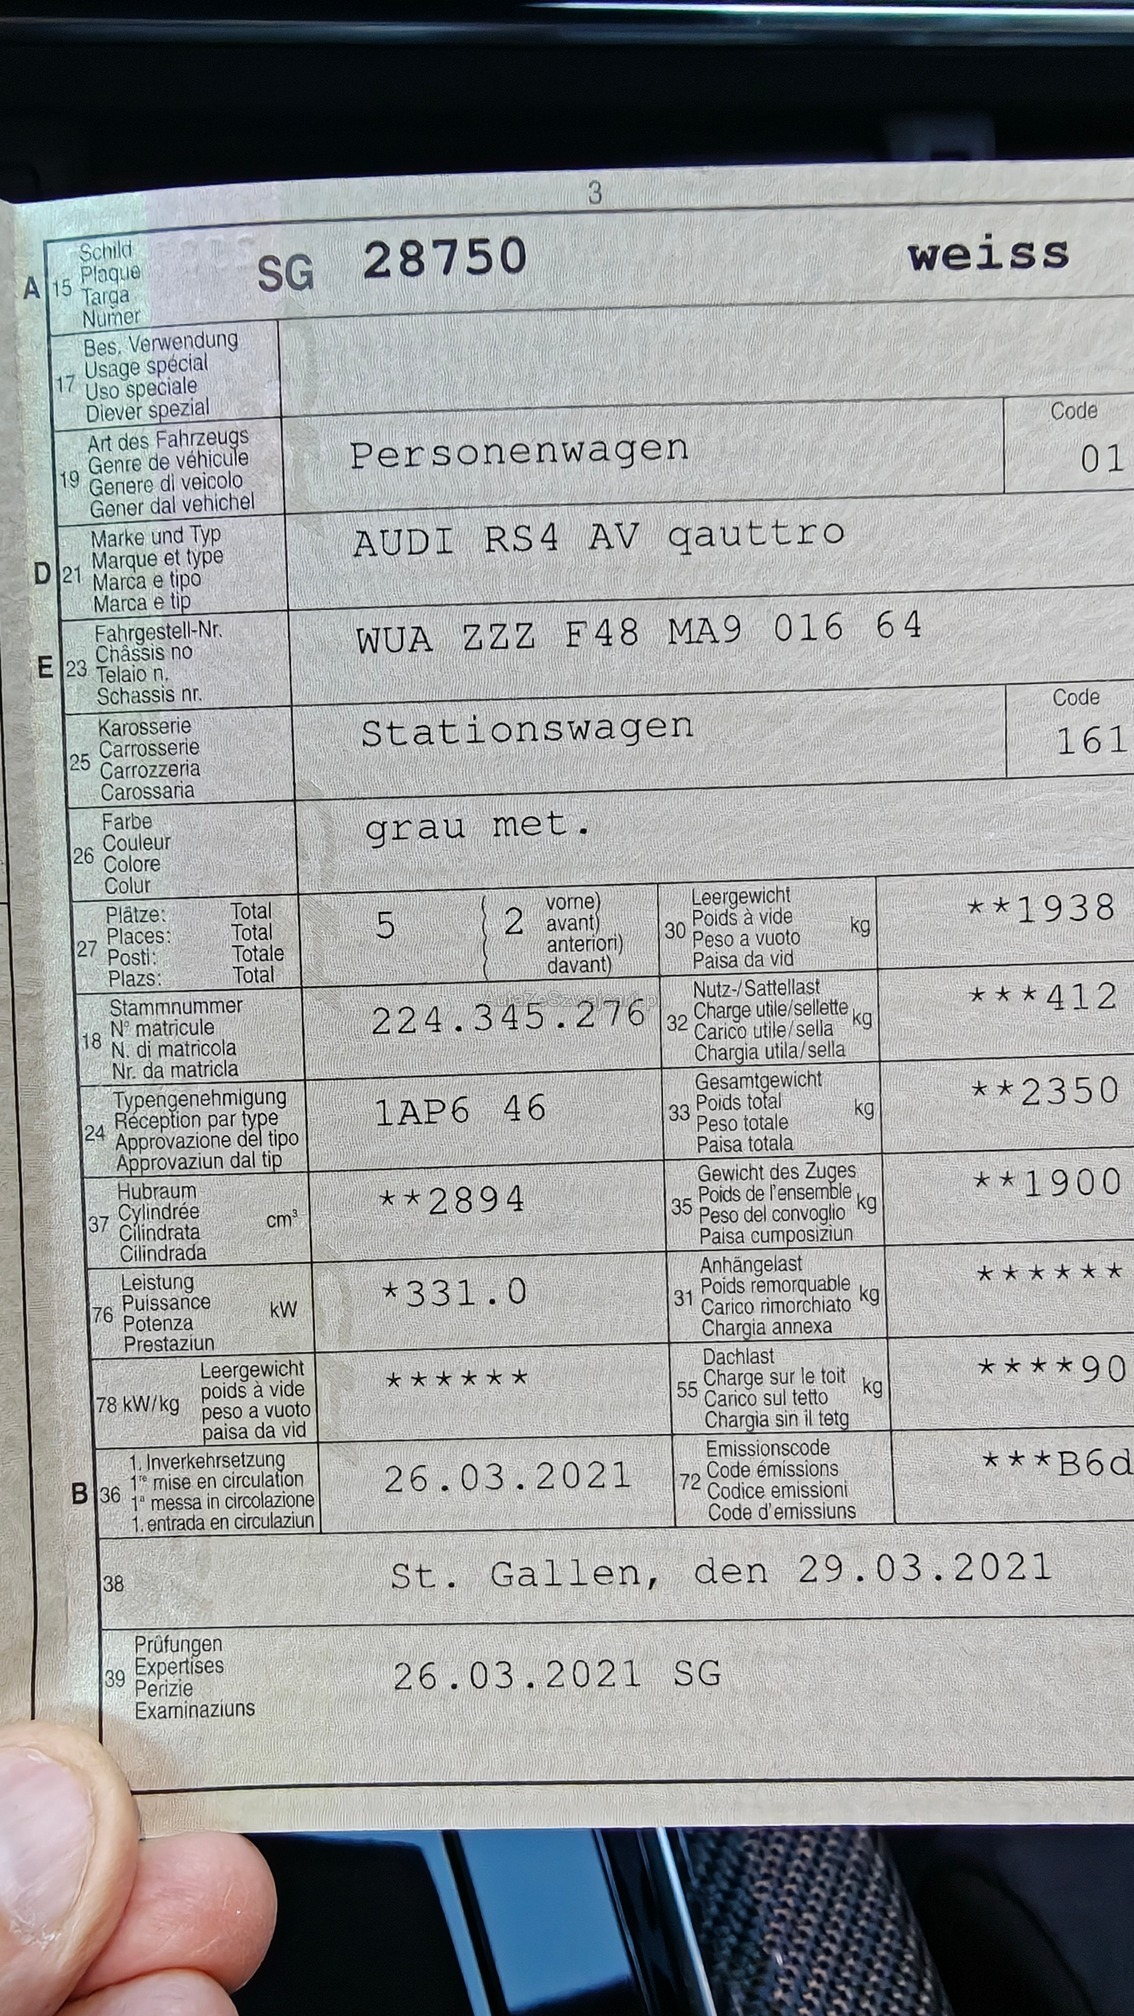 3
A 15 Schild SG 28750 weiss
Plaque
Targa
Numer
17 Bes. Verwendung
Usage spécial
Uso speciale
Diever spezial
19 Art des Fahrzeugs Personenwagen Code 01
Genre de véhicule
Genere di veicolo
Gener dal vehichel
D 21 Marke und Typ AUDI RS4 AV qauttro
Marque et type
Marca e tipo
Marca e tip
E 23 Fahrgestell-Nr. WUA ZZZ F48 MA9 016 64
Châssis no
Telaio n.
Schassis nr.
25 Karosserie Stationswagen Code 161
Carrosserie
Carrozzeria
Carossaria
26 Farbe grau met.
Couleur
Colore
Colur
27 Plätze: Total 5 2 vorne)
Places: Total avant)
Posti: Totale anteriori)
Plazs: Total davant)
30 Leergewicht kg **1938
Poids à vide
Peso a vuoto
Paisa da vid
18 Stammnummer 224.345.276
N° matricule
N. di matricola
Nr. da matricla
32 Nutz-/Sattellast kg ***412
Charge utile/sellette
Carico utile/sella
Chargia utila/sella
24 Typengenehmigung 1AP6 46
Réception par type
Approvazione del tipo
Approvaziun dal tip
33 Gesamtgewicht kg **2350
Poids total
Peso totale
Paisa totala
37 Hubraum cm³ **2894
Cylindrée
Cilindrata
Cilindrada
35 Gewicht des Zuges kg **1900
Poids de l'ensemble
Peso del convoglio
Paisa cumposiziun
76 Leistung kW *331.0
Puissance
Potenza
Prestaziun
31 Anhängelast kg ******
Poids remorquable
Carico rimorchiato
Chargia annexa
78 kW/kg Leergewicht ******
poids à vide
peso a vuoto
paisa da vid
55 Dachlast kg ****90
Charge sur le toit
Carico sul tetto
Chargia sin il tetg
B 36 1. Inverkehrsetzung 26.03.2021
1re mise en circulation
1a messa in circolazione
1. entrada en circulaziun
72 Emissionscode ***B6d
Code émissions
Codice emissioni
Code d'emissiuns
38 St. Gallen, den 29.03.2021
39 Prüfungen 26.03.2021 SG
Expertises
Perizie
Examinaziuns